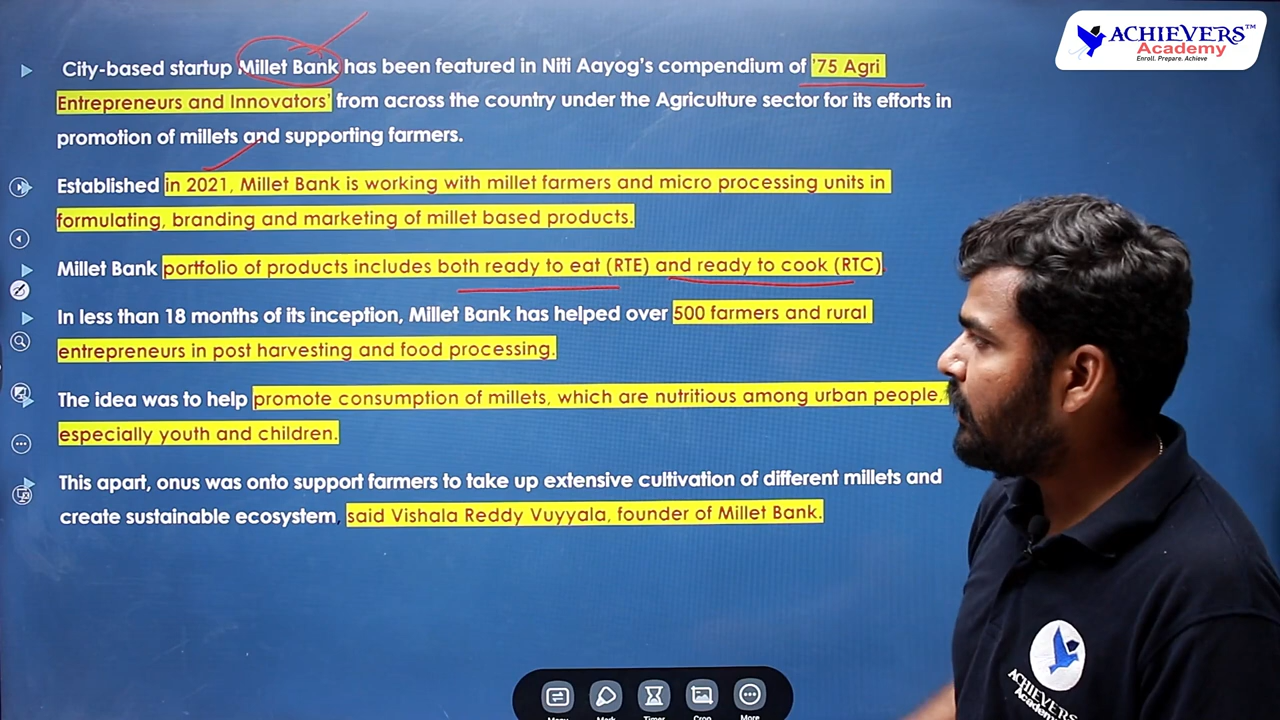 ACHIEVERS™
Academy
Enroll. Prepare. Achieve
City-based startup Millet Bank has been featured in Niti Aayog's compendium of '75 Agri
Entrepreneurs and Innovators' from across the country under the Agriculture sector for its efforts in
promotion of millets and supporting farmers.
Established in 2021, Millet Bank is working with millet farmers and micro processing units in
formulating, branding and marketing of millet based products.
Millet Bank portfolio of products includes both ready to eat (RTE) and ready to cook (RTC).
In less than 18 months of its inception, Millet Bank has helped over 500 farmers and rural
entrepreneurs in post harvesting and food processing.
The idea was to help promote consumption of millets, which are nutritious among urban people,
especially youth and children.
This apart, onus was onto support farmers to take up extensive cultivation of different millets and
create sustainable ecosystem, said Vishala Reddy Vuyyala, founder of Millet Bank.
ACHIEVERS
Academy
Menu Mark Timer Crop More